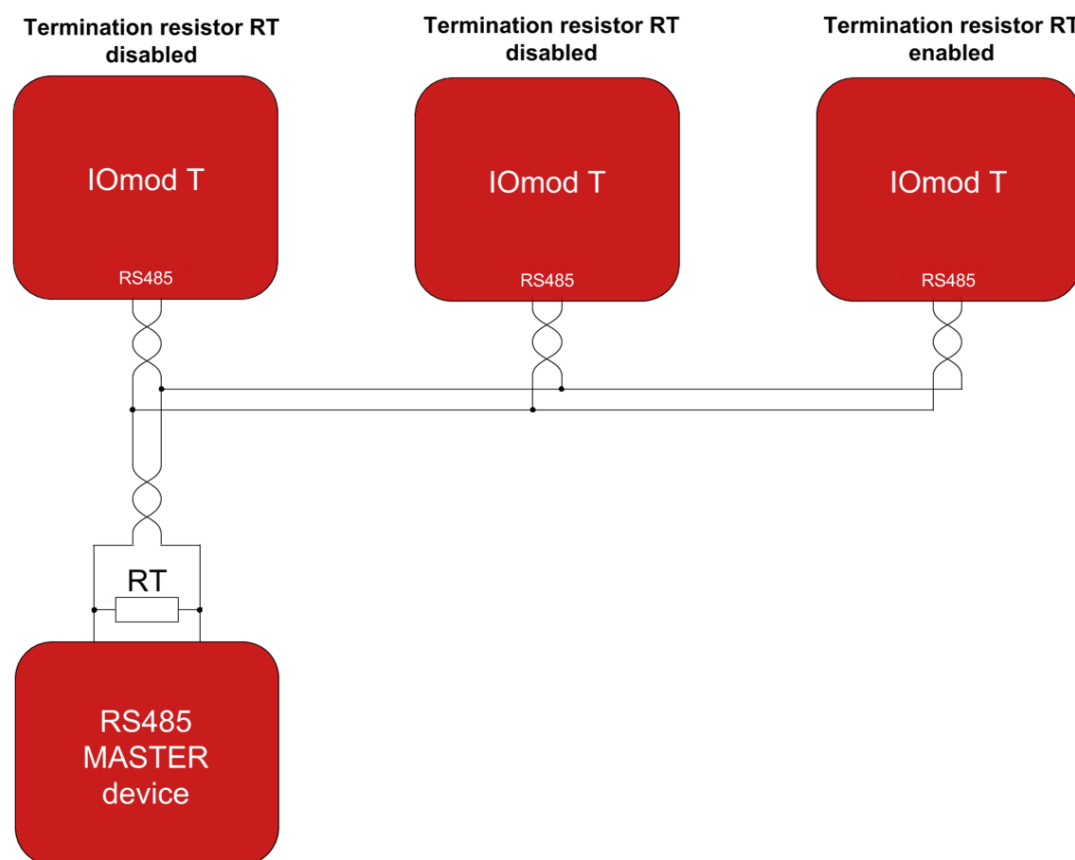 Termination resistor RT
disabled
Termination resistor RT
disabled
Termination resistor RT
enabled
IOmod T
IOmod T
IOmod T
RS485
RS485
RS485
RT
RS485
MASTER
device